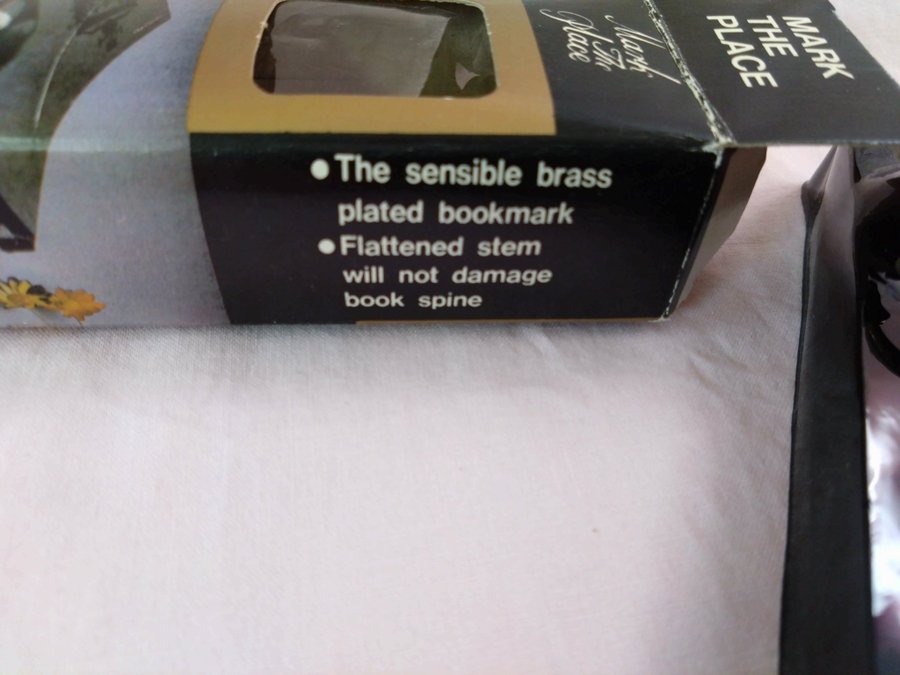 Mark
The
Place
MARK
THE
PLACE
● The sensible brass
plated bookmark
● Flattened stem
will not damage
book spine